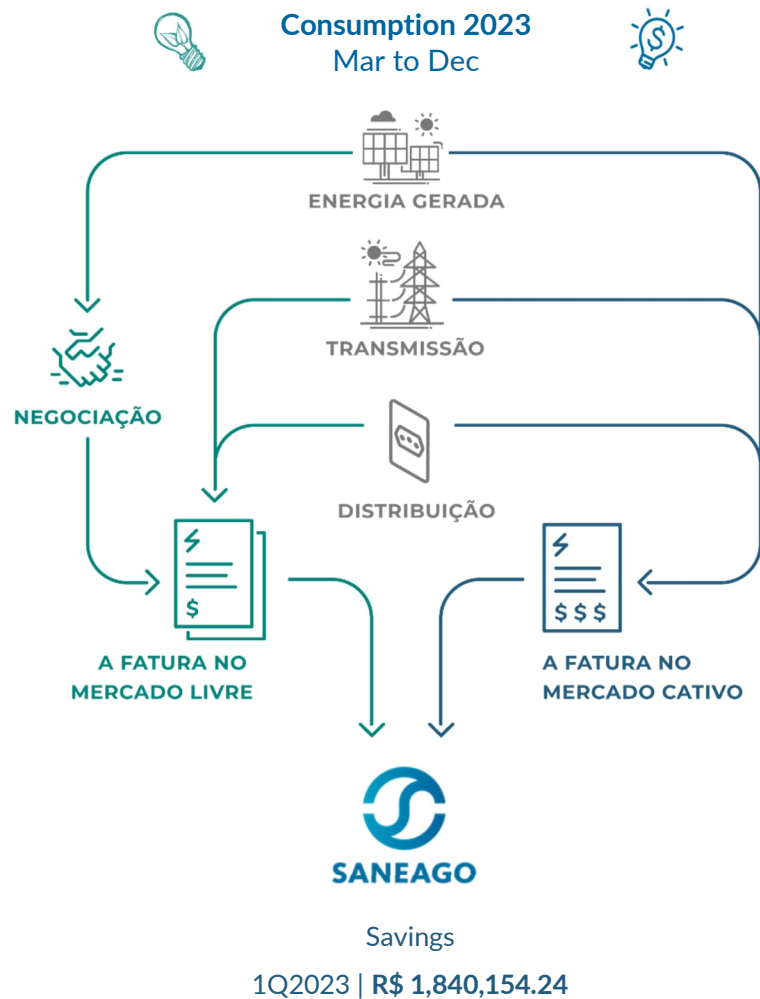 Consumption 2023
Mar to Dec
ENERGIA GERADA
TRANSMISSÃO
NEGOCIAÇÃO
DISTRIBUIÇÃO
$
$ $ $
A FATURA NO
MERCADO LIVRE
A FATURA NO
MERCADO CATIVO
SANEAGO
Savings
1Q2023 | R$ 1,840,154.24